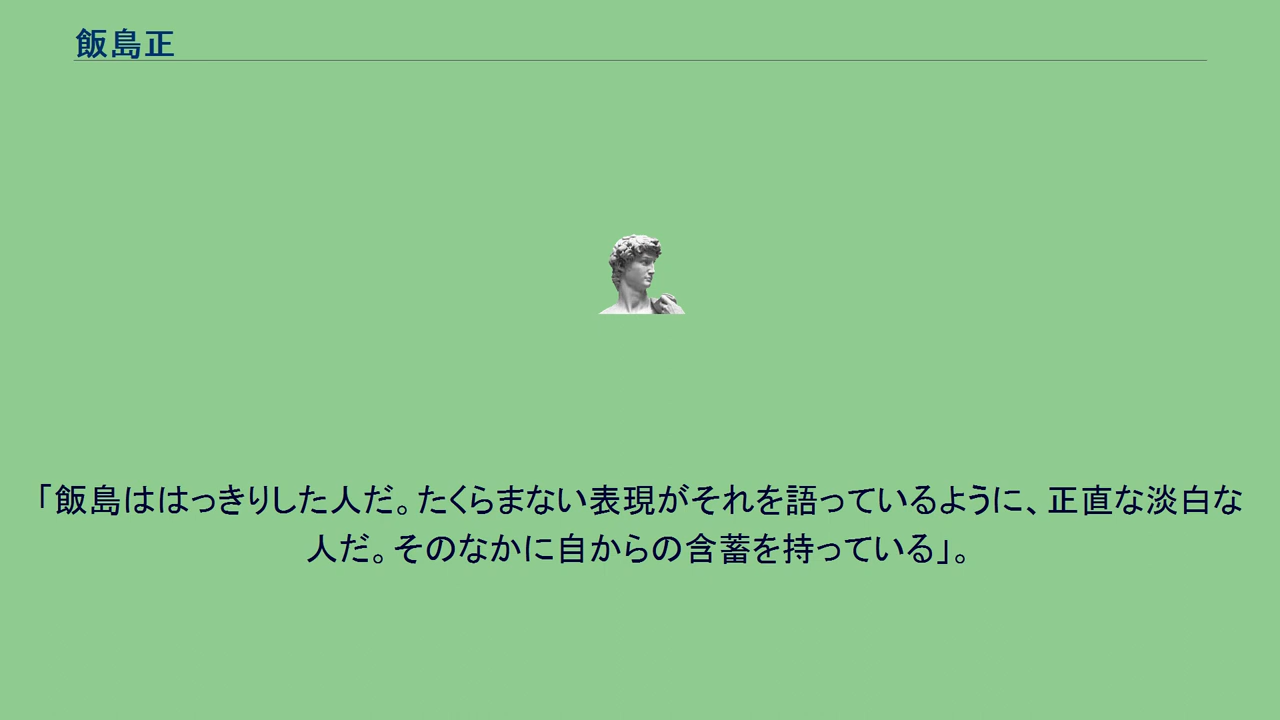 飯島正
「飯島ははっきりした人だ。たくらまない表現がそれを語っているように、正直な淡白な
人だ。そのなかに自からの含蓄を持っている」。